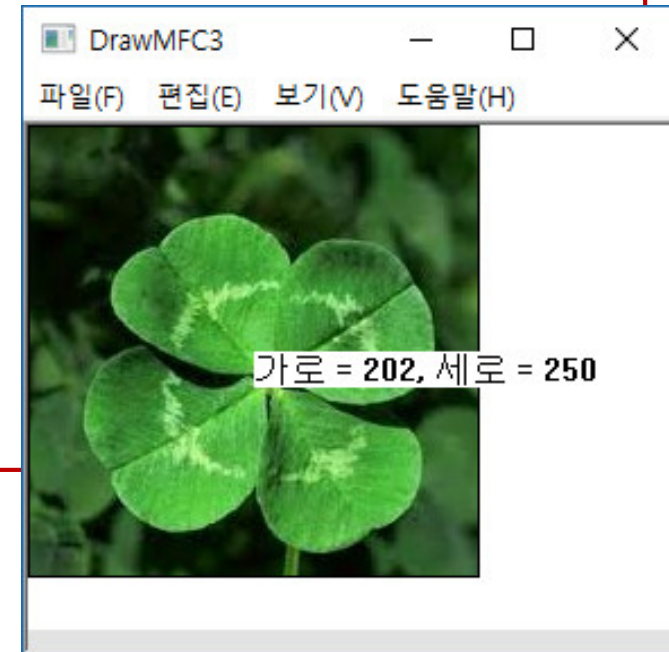 DrawMFC3
파일(F) 편집(E) 보기(V) 도움말(H)
가로 = 202, 세로 = 250